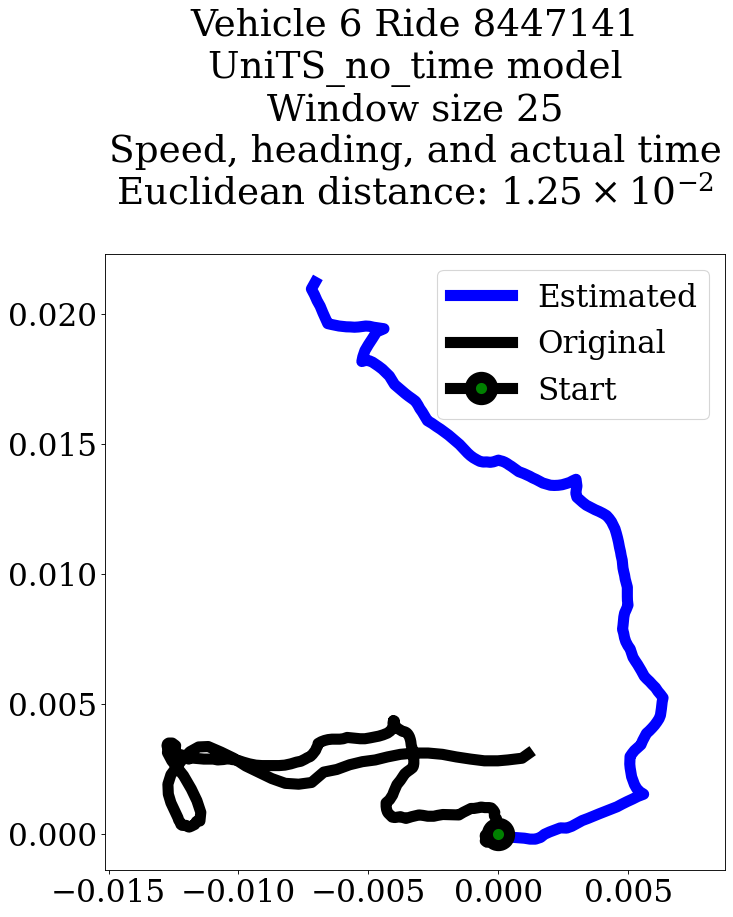 Vehicle 6 Ride 8447141
UniTS_no_time model
Window size 25
Speed, heading, and actual time
Euclidean distance: 1.25 × 10⁻²
Estimated
Original
Start
0.020
0.015
0.010
0.005
0.000
−0.015 −0.010 −0.005 0.000 0.005